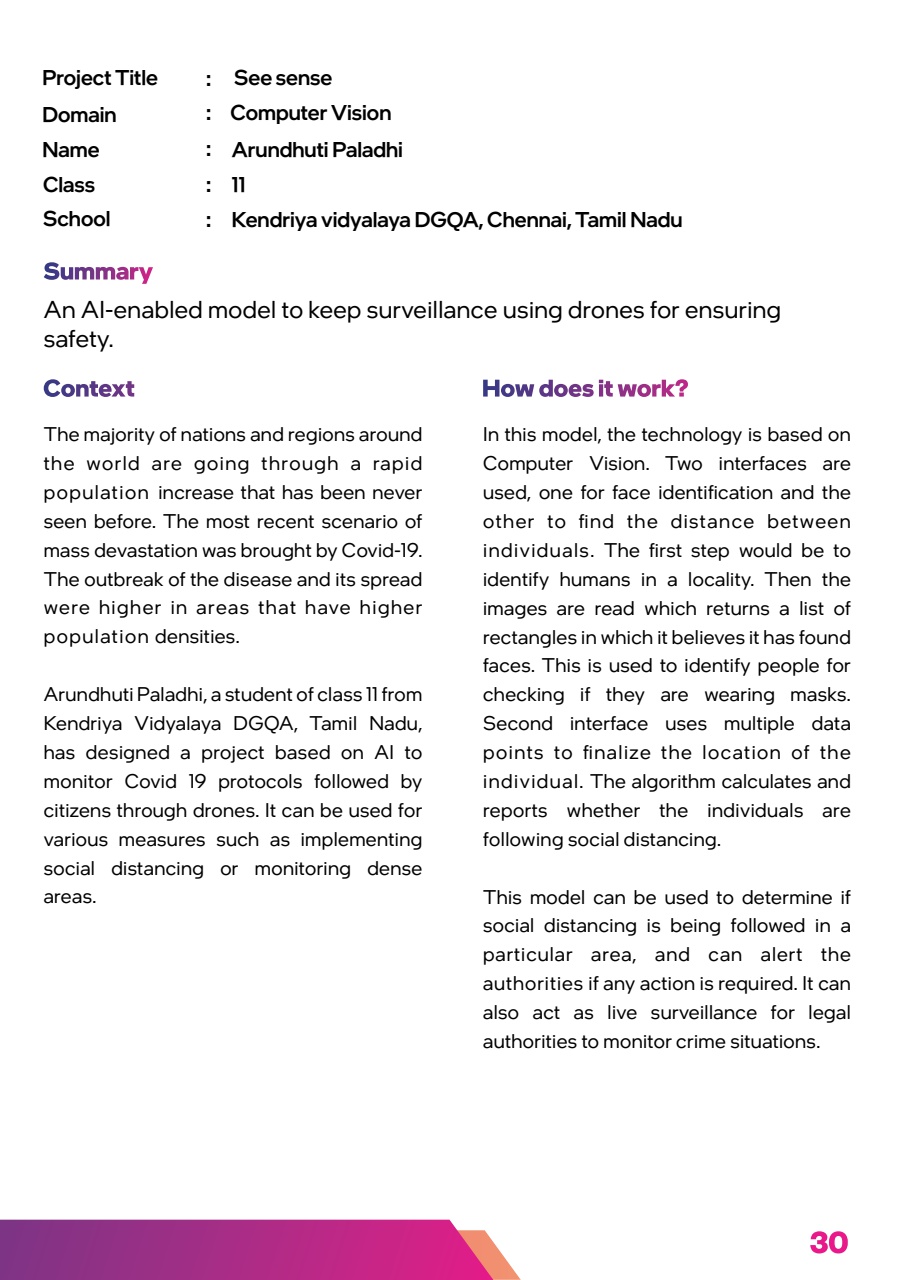 Project Title : See sense
Domain : Computer Vision
Name : Arundhuti Paladhi
Class : 11
School : Kendriya vidyalaya DGQA, Chennai, Tamil Nadu
Summary
An AI-enabled model to keep surveillance using drones for ensuring
safety.
Context
The majority of nations and regions around
the world are going through a rapid
population increase that has been never
seen before. The most recent scenario of
mass devastation was brought by Covid-19.
The outbreak of the disease and its spread
were higher in areas that have higher
population densities.
Arundhuti Paladhi, a student of class 11 from
Kendriya Vidyalaya DGQA, Tamil Nadu,
has designed a project based on AI to
monitor Covid 19 protocols followed by
citizens through drones. It can be used for
various measures such as implementing
social distancing or monitoring dense
areas.
How does it work?
In this model, the technology is based on
Computer Vision. Two interfaces are
used, one for face identification and the
other to find the distance between
individuals. The first step would be to
identify humans in a locality. Then the
images are read which returns a list of
rectangles in which it believes it has found
faces. This is used to identify people for
checking if they are wearing masks.
Second interface uses multiple data
points to finalize the location of the
individual. The algorithm calculates and
reports whether the individuals are
following social distancing.
This model can be used to determine if
social distancing is being followed in a
particular area, and can alert the
authorities if any action is required. It can
also act as live surveillance for legal
authorities to monitor crime situations.
30